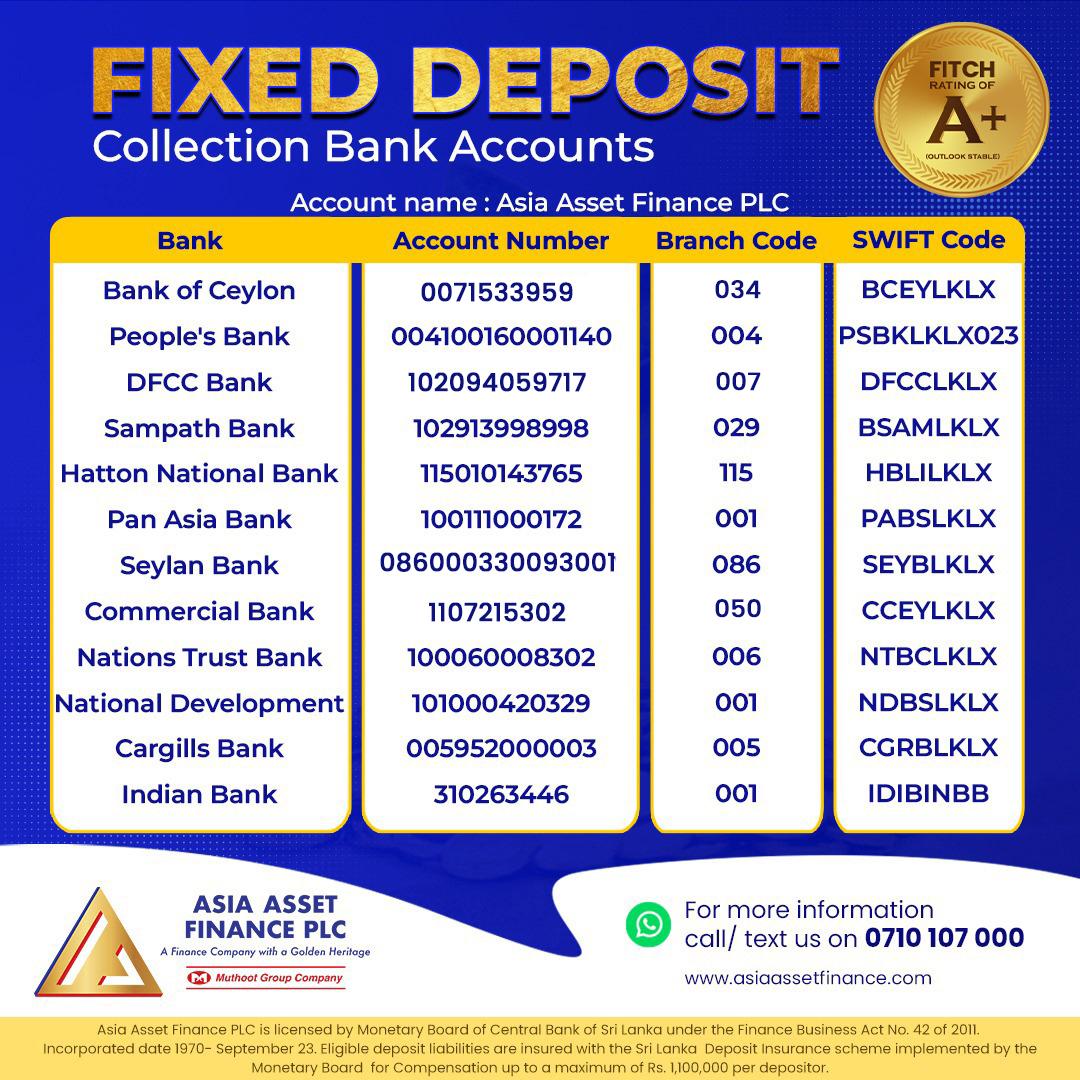 FIXED DEPOSIT
Collection Bank Accounts
FITCH
RATING OF
A+
(OUTLOOK STABLE)
Account name : Asia Asset Finance PLC
Bank Account Number Branch Code SWIFT Code
Bank of Ceylon 0071533959 034 BCEYLKLX
People's Bank 004100160001140 004 PSBKLKLX023
DFCC Bank 102094059717 007 DFCCLKLX
Sampath Bank 102913998998 029 BSAMLKLX
Hatton National Bank 115010143765 115 HBLILKLX
Pan Asia Bank 100111000172 001 PABSLKLX
Seylan Bank 086000330093001 086 SEYBLKLX
Commercial Bank 1107215302 050 CCEYLKLX
Nations Trust Bank 100060008302 006 NTBCLKLX
National Development 101000420329 001 NDBSLKLX
Cargills Bank 005952000003 005 CGRBLKLX
Indian Bank 310263446 001 IDIBINBB
ASIA ASSET
FINANCE PLC
A Finance Company with a Golden Heritage
Muthoot Group Company
For more information
call/ text us on 0710 107 000
www.asiaassetfinance.com
Asia Asset Finance PLC is licensed by Monetary Board of Central Bank of Sri Lanka under the Finance Business Act No. 42 of 2011.
Incorporated date 1970- September 23. Eligible deposit liabilities are insured with the Sri Lanka Deposit Insurance scheme implemented by the
Monetary Board for Compensation up to a maximum of Rs. 1,100,000 per depositor.